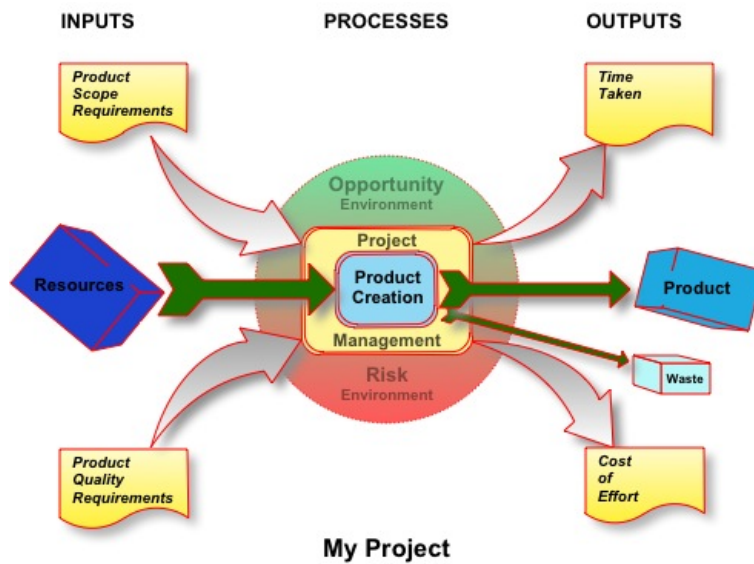 INPUTS
PROCESSES
OUTPUTS
Product
Scope
Requirements
Time
Taken
Opportunity
Environment
Project
Resources
Product
Creation
Product
Management
Waste
Risk
Environment
Product
Quality
Requirements
Cost
of
Effort
My Project